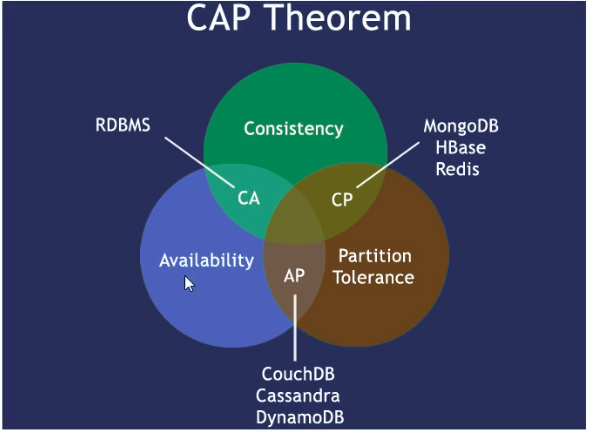 CAP Theorem
RDBMS
Consistency
MongoDB
HBase
Redis
CA
CP
Availability
Partition
Tolerance
AP
CouchDB
Cassandra
DynamoDB